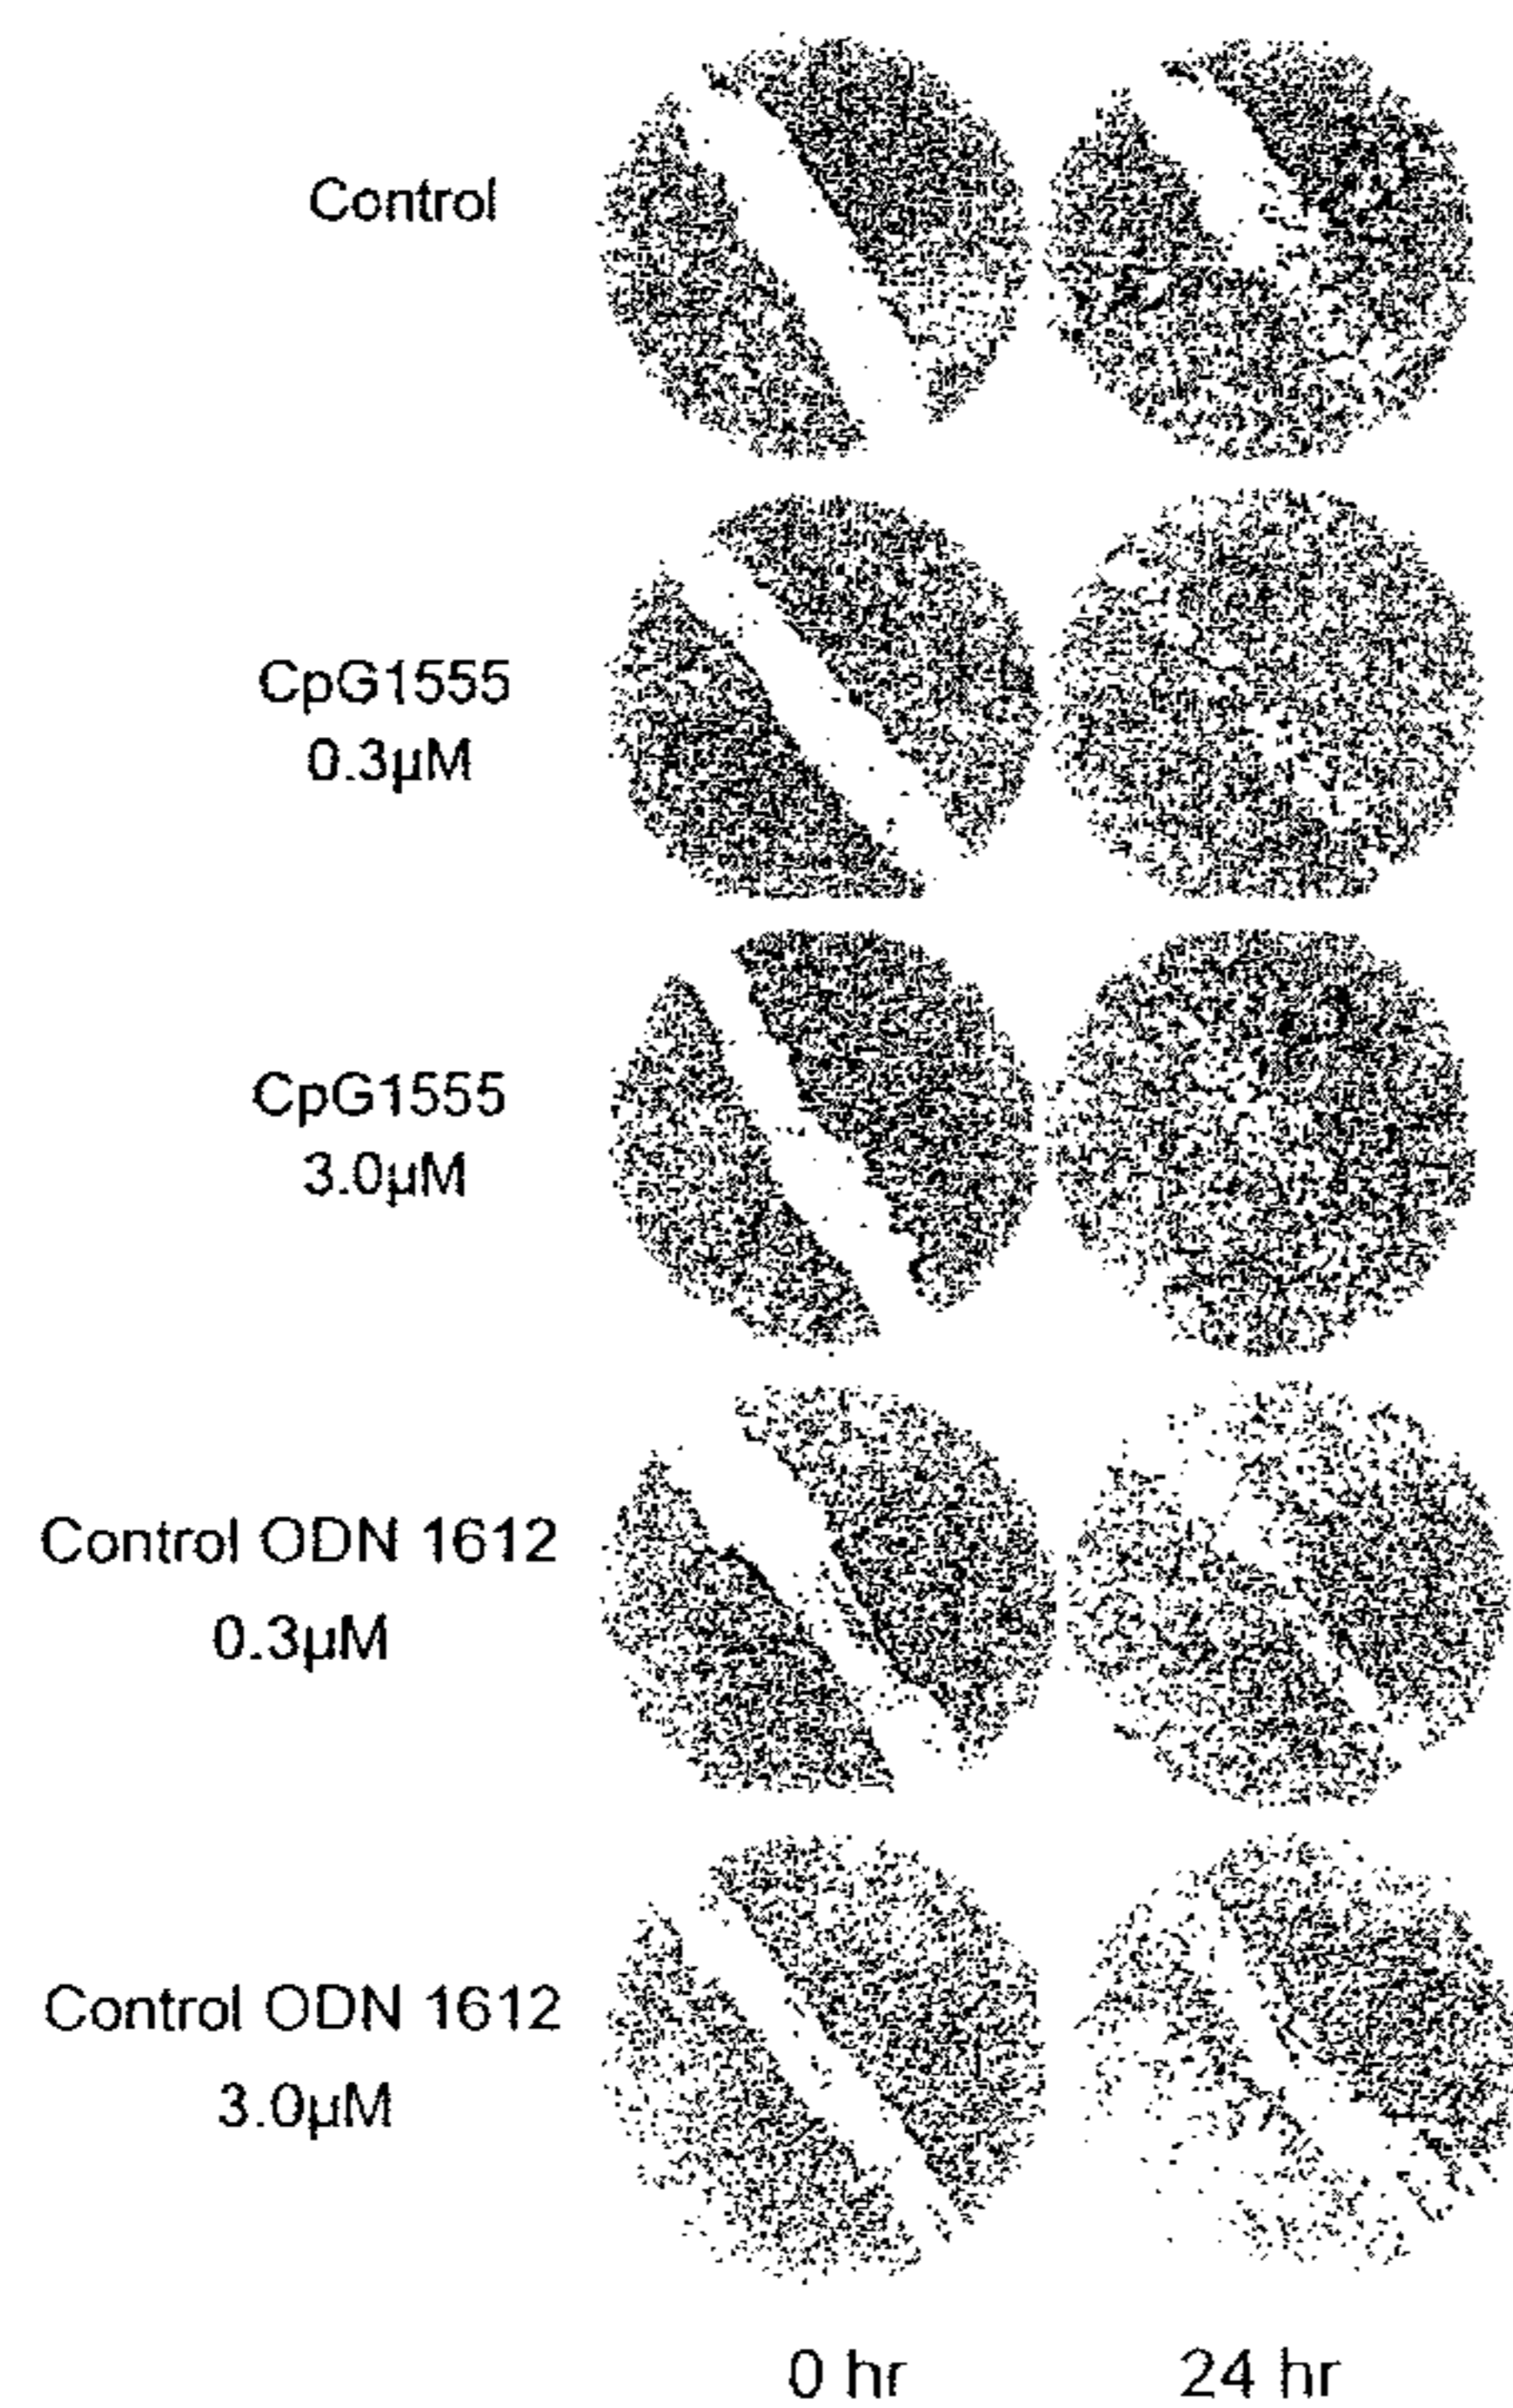 Control
CpG1555
0.3µM
CpG1555
3.0µM
Control ODN 1612
0.3µM
Control ODN 1612
3.0µM
0 hr
24 hr